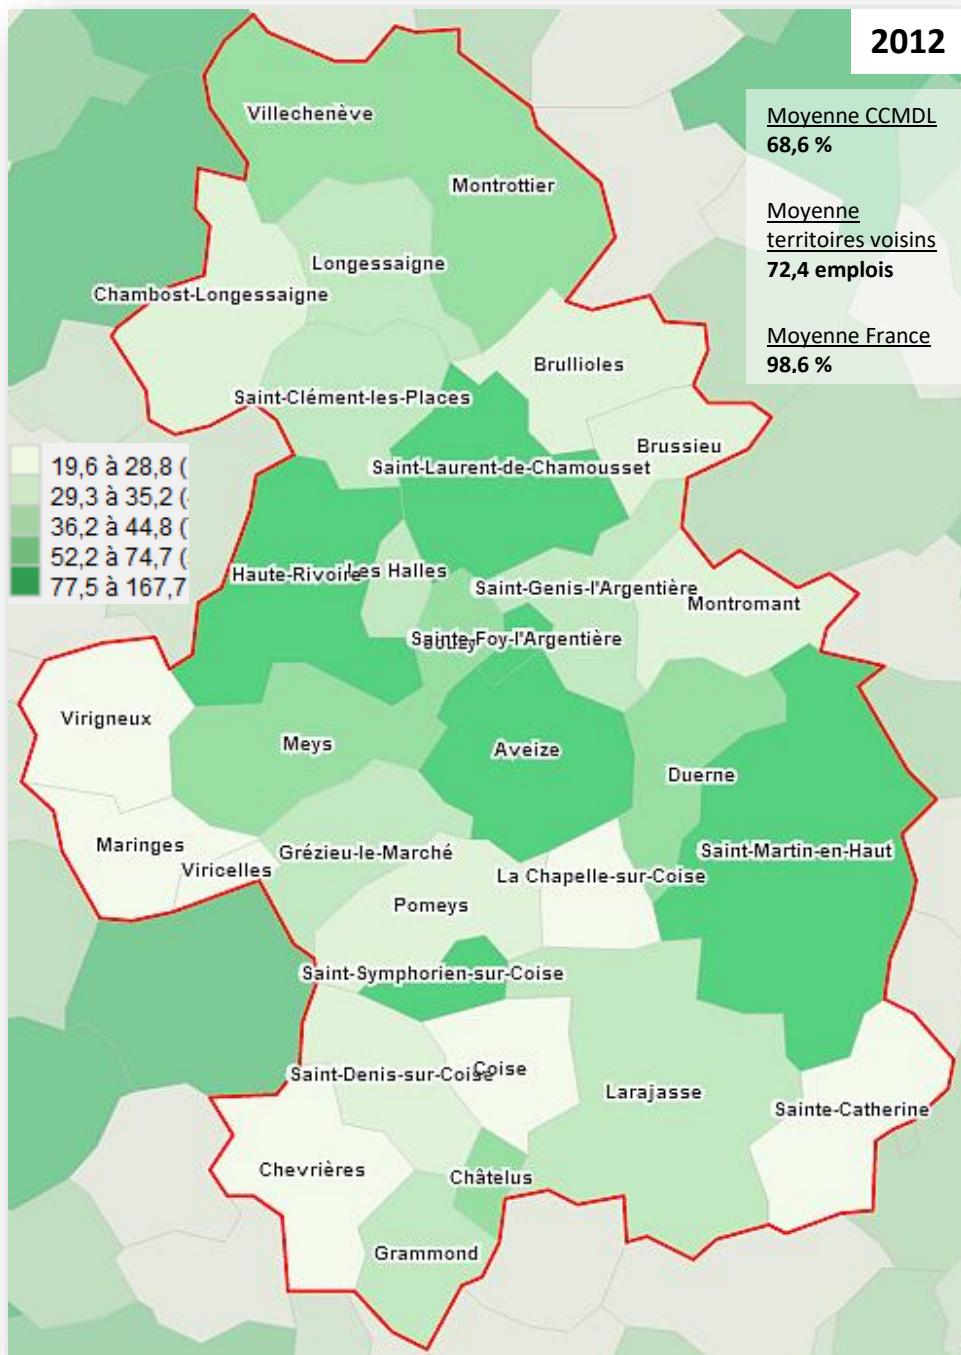 2012
Moyenne CCMDL
68,6 %
Moyenne
territoires voisins
72,4 emplois
Moyenne France
98,6 %
Villechenève
Montrottier
Longessaigne
Chambost-Longessaigne
Brullioles
Saint-Clément-les-Places
Brussieu
Saint-Laurent-de-Chamousset
19,6 à 28,8 (
29,3 à 35,2 (
36,2 à 44,8 (
52,2 à 74,7 (
77,5 à 167,7
Haute-Rivoire
Les Halles
Saint-Genis-l'Argentière
Montromant
Sainte-Foy-l'Argentière
Virigneux
Meys
Aveize
Duerne
Maringes
Viricelles
Grézieu-le-Marché
Saint-Martin-en-Haut
La Chapelle-sur-Coise
Pomeys
Saint-Symphorien-sur-Coise
Saint-Denis-sur-Coise
Coise
Larajasse
Sainte-Catherine
Chevrières
Châtelus
Grammond